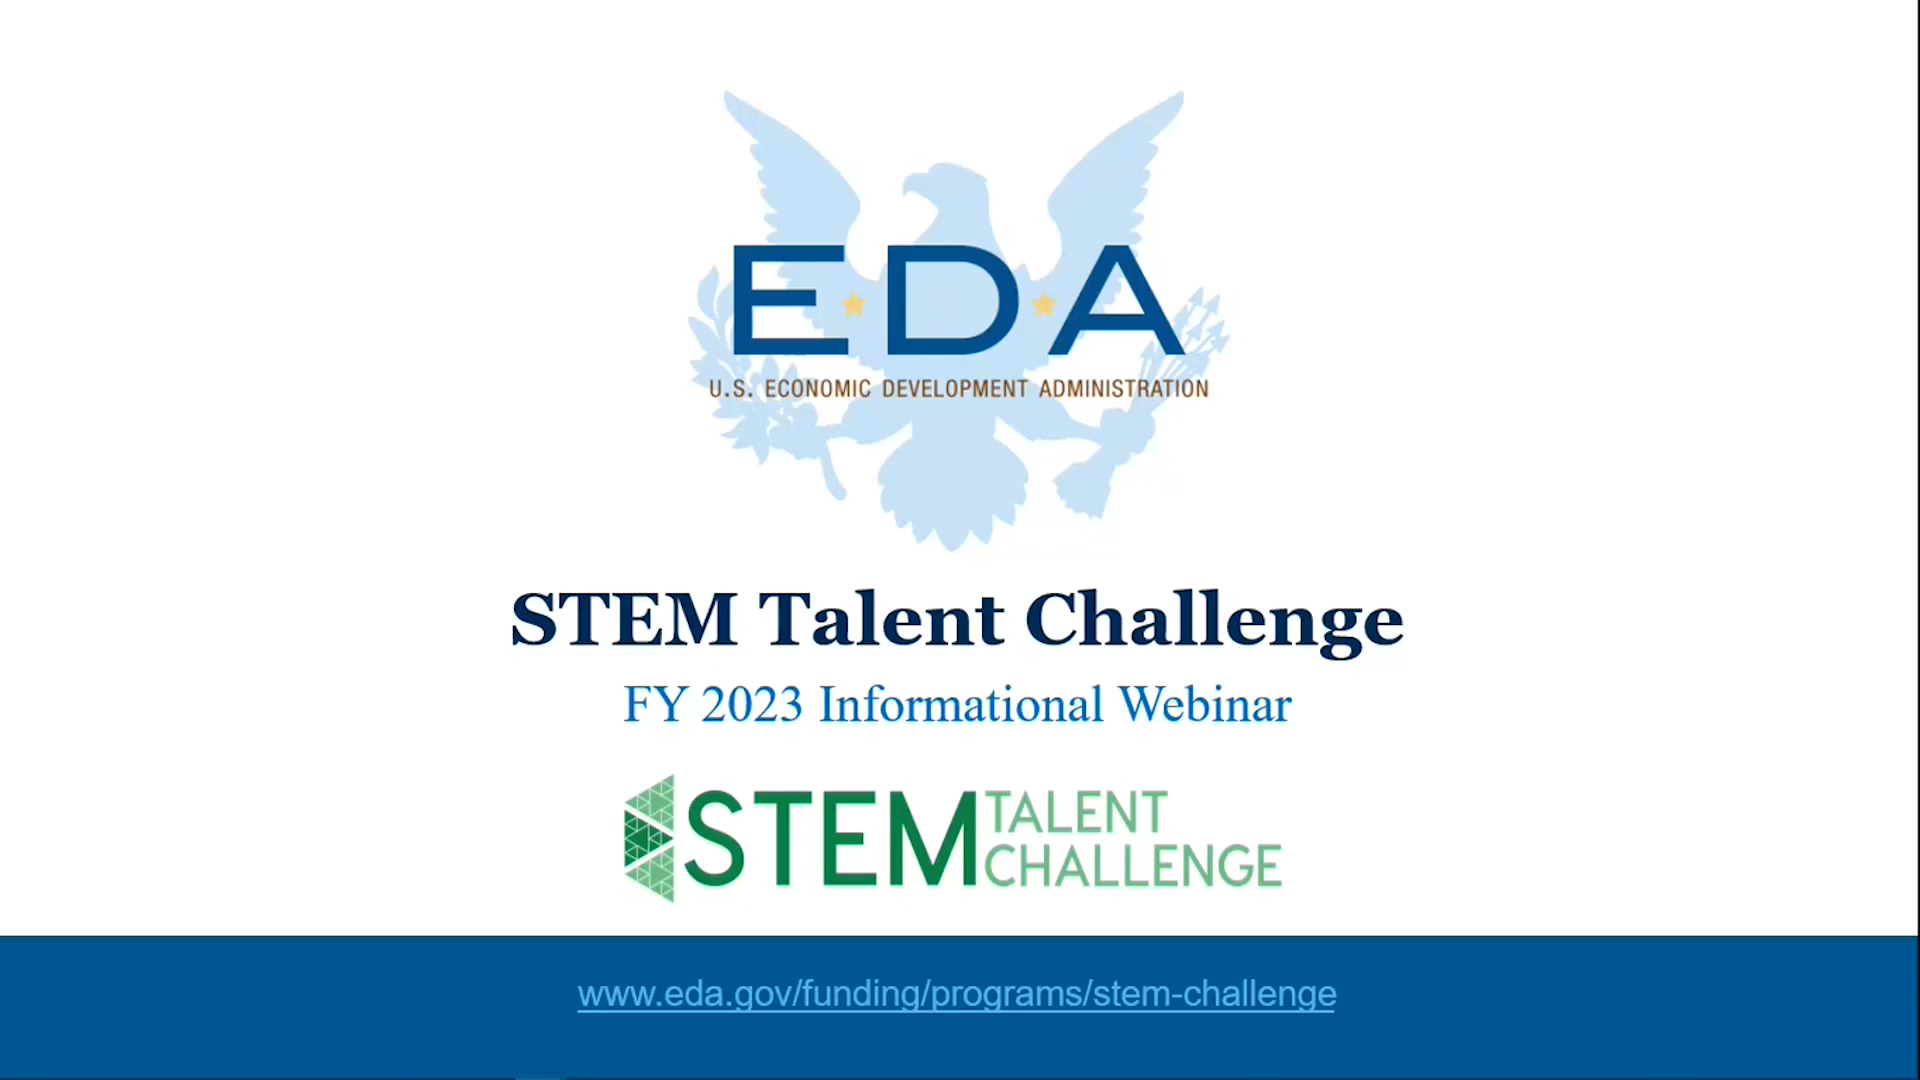 E★D★A
U.S. ECONOMIC DEVELOPMENT ADMINISTRATION
STEM Talent Challenge
FY 2023 Informational Webinar
STEM TALENT
CHALLENGE
www.eda.gov/funding/programs/stem-challenge